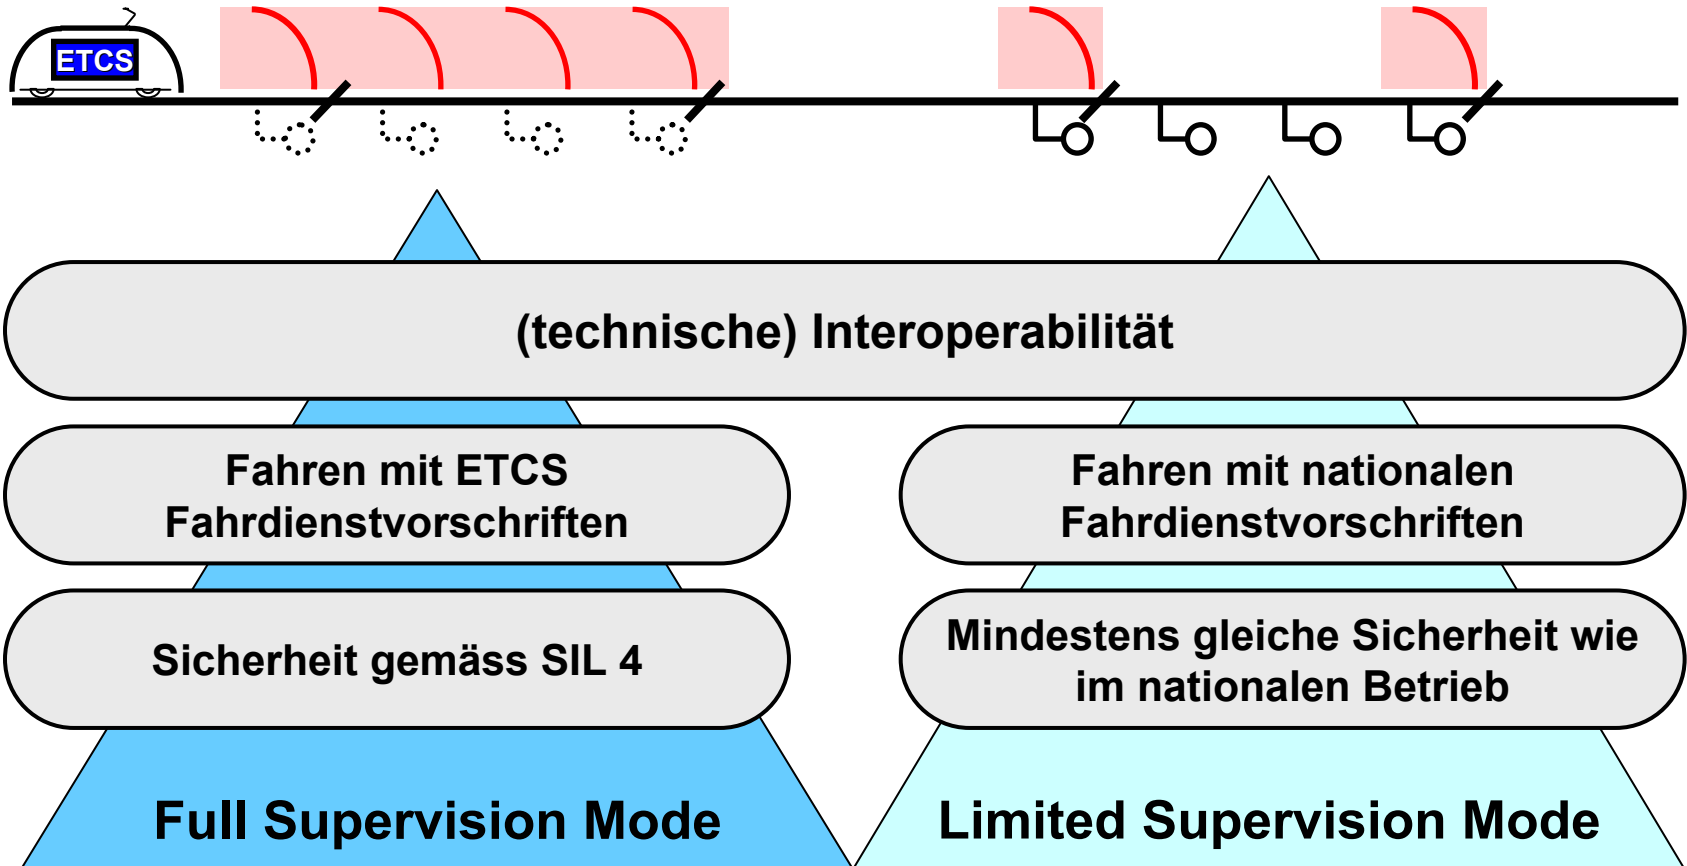 ETCS
(technische) Interoperabilität
Fahren mit ETCS
Fahrdienstvorschriften
Fahren mit nationalen
Fahrdienstvorschriften
Sicherheit gemäss SIL 4
Mindestens gleiche Sicherheit wie
im nationalen Betrieb
Full Supervision Mode
Limited Supervision Mode